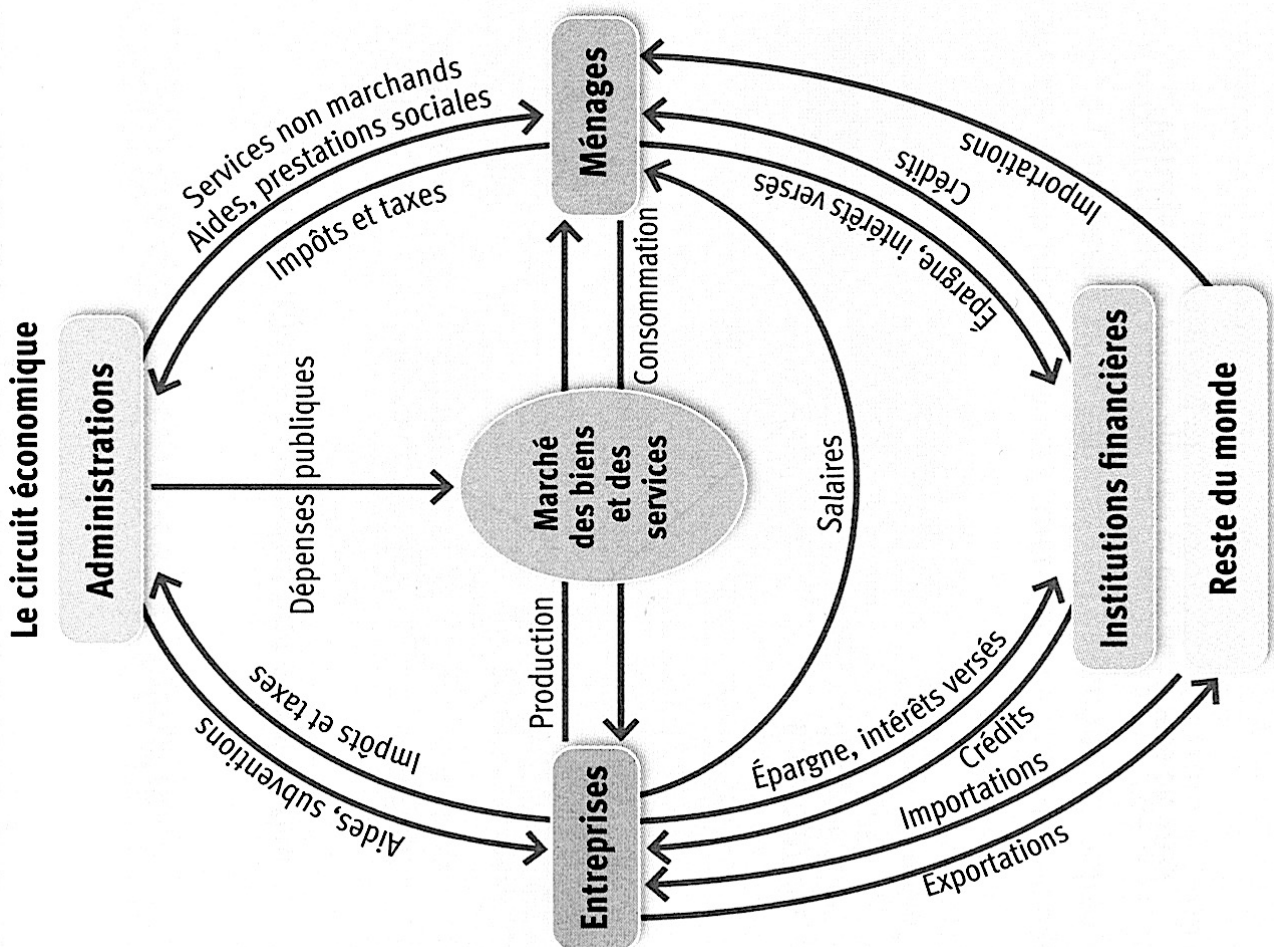 Le circuit économique
Administrations
Services non marchands
Aides, prestations sociales
Impôts et taxes
Dépenses publiques
Aides, subventions
Impôts et taxes
Production
Marché
des biens
et des
services
Consommation
Entreprises
Ménages
Salaires
Épargne, intérêts versés
Crédits
Importations
Exportations
Épargne, intérêts versés
Crédits
Importations
Institutions financières
Reste du monde